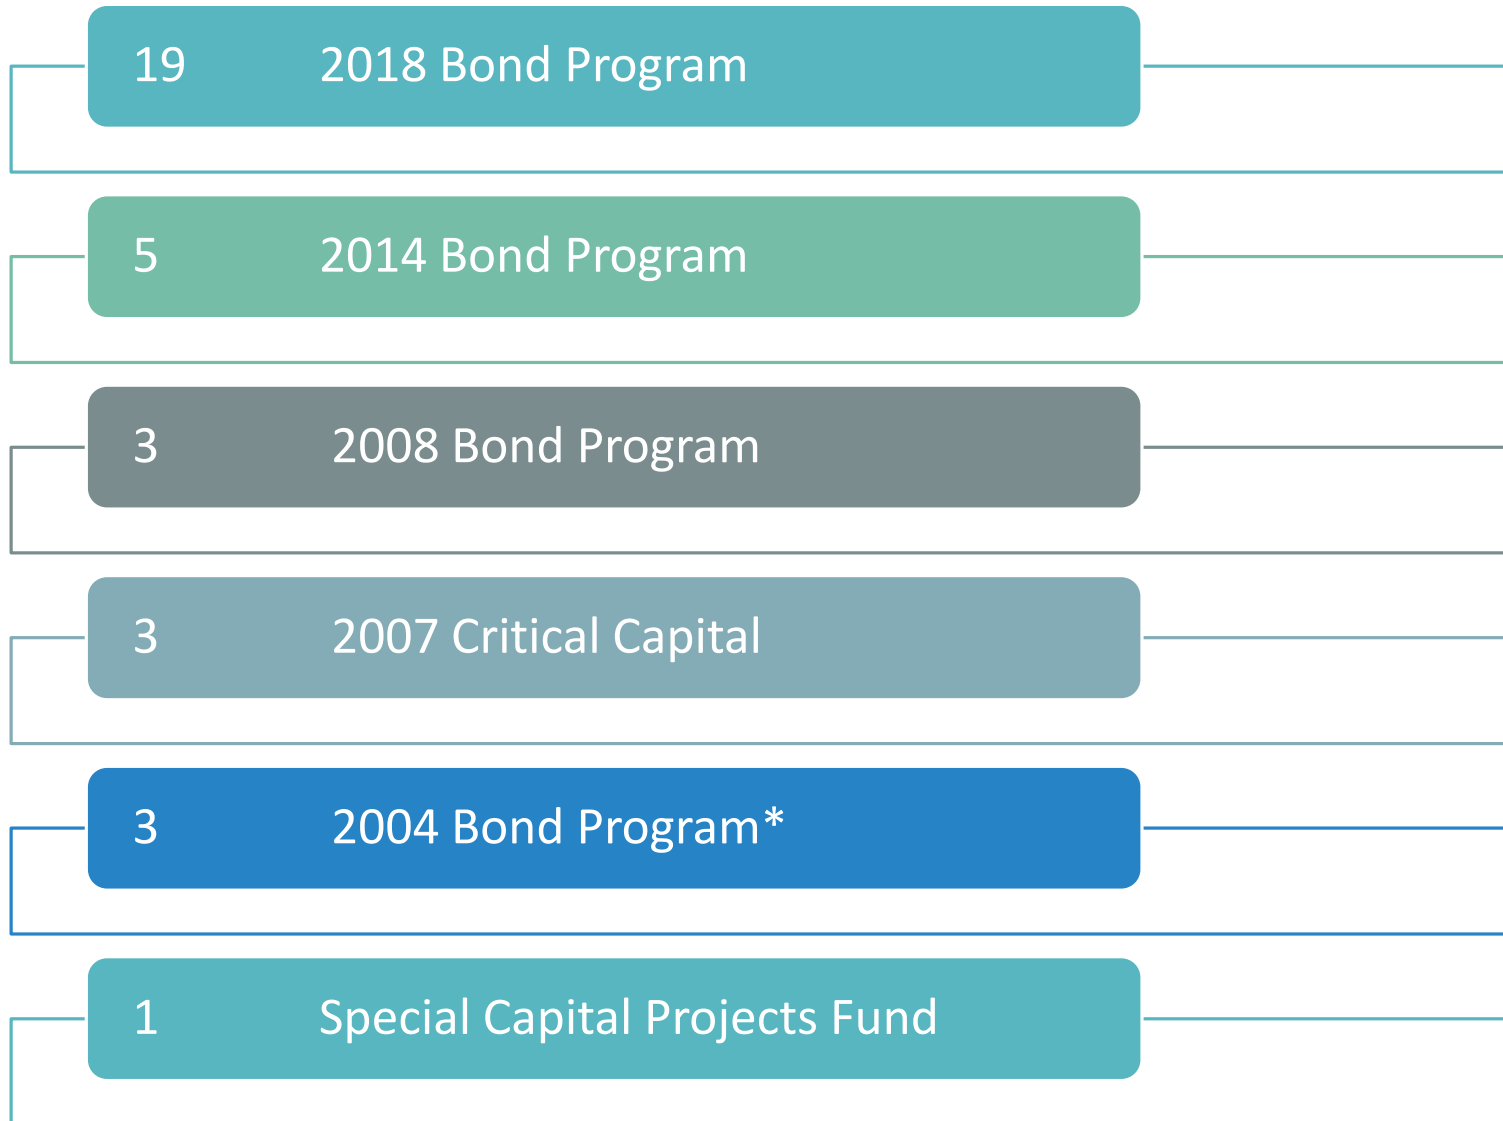 19 2018 Bond Program
5 2014 Bond Program
3 2008 Bond Program
3 2007 Critical Capital
3 2004 Bond Program*
1 Special Capital Projects Fund